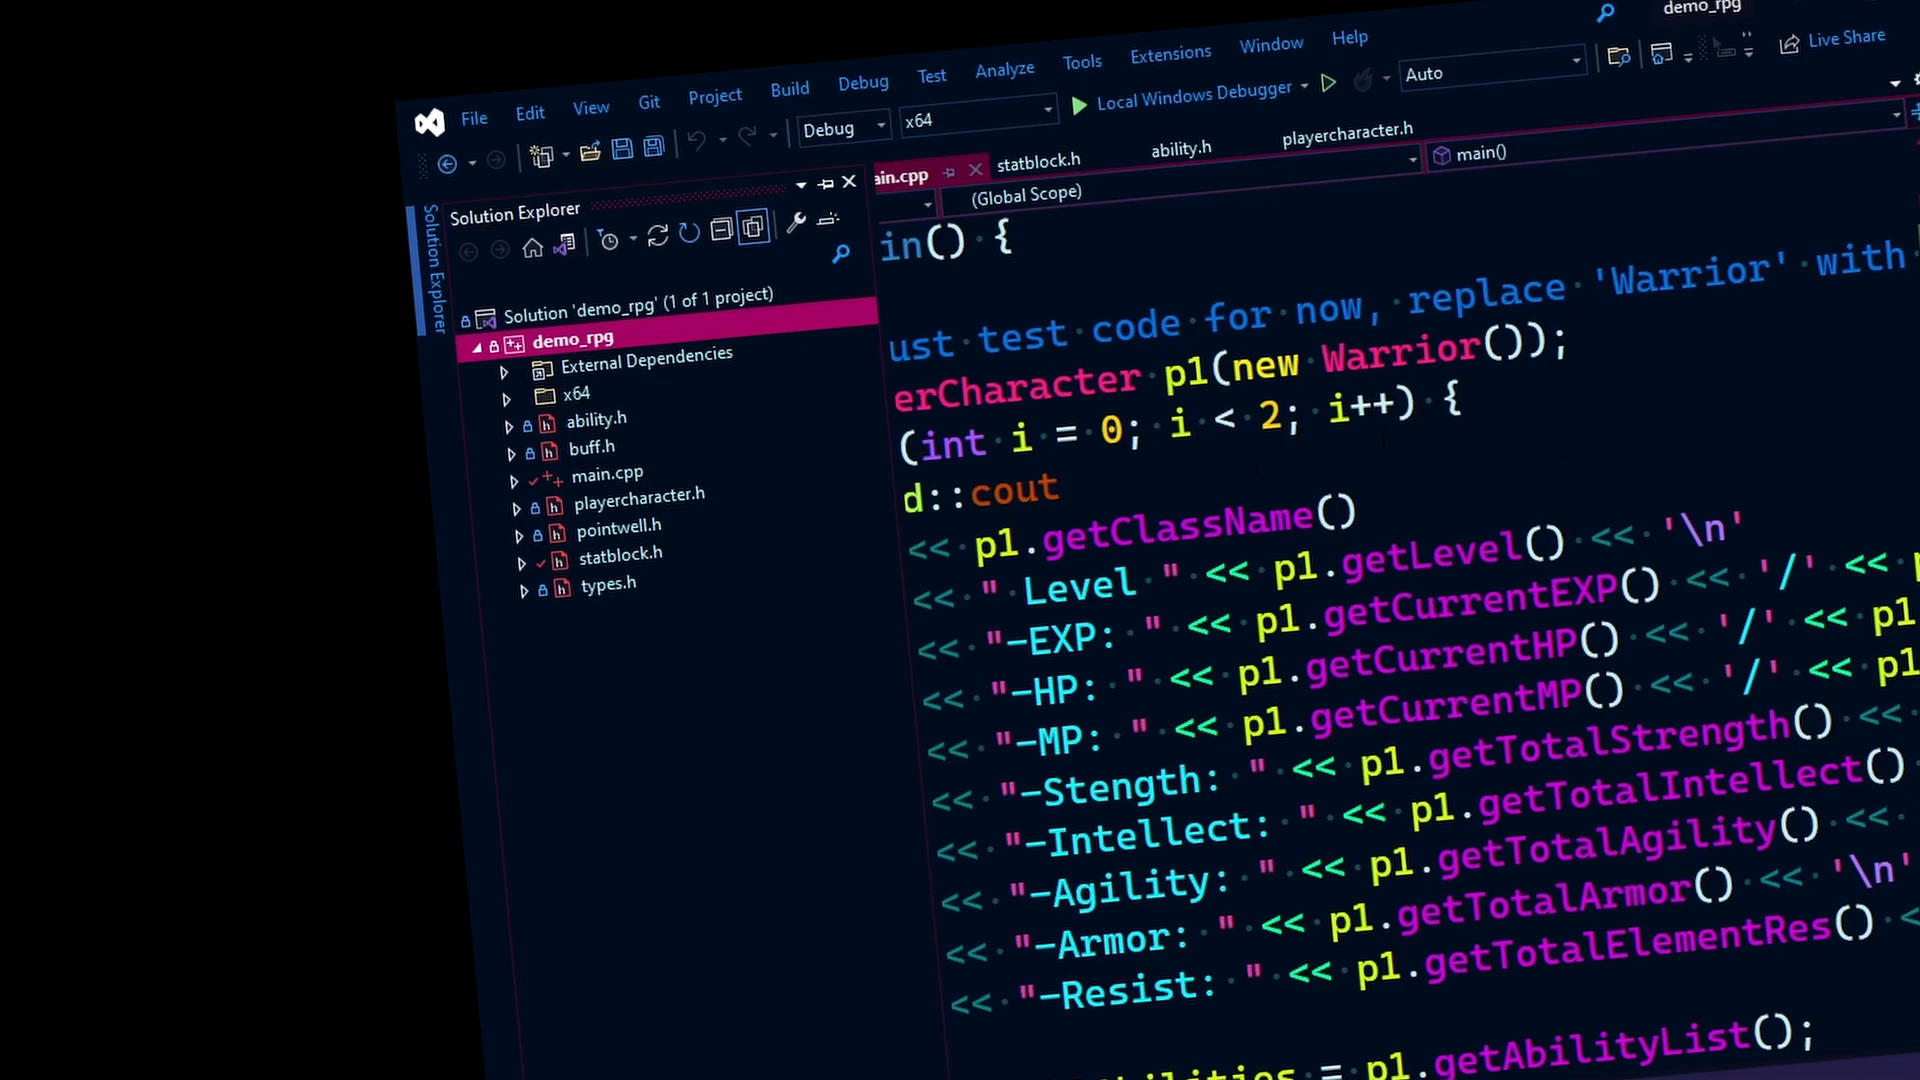 demo_rpg
File Edit View Git Project Build Debug Test Analyze Tools Extensions Window Help
Debug x64 Local Windows Debugger Auto Live Share
Solution Explorer
Solution Explorer
Solution 'demo_rpg' (1 of 1 project)
demo_rpg
External Dependencies
x64
ability.h
buff.h
main.cpp
playercharacter.h
pointwell.h
statblock.h
types.h
ain.cpp statblock.h ability.h playercharacter.h
(Global Scope) main()
in() {
ust test code for now, replace 'Warrior' with
erCharacter p1(new Warrior());
(int i = 0; i < 2; i++) {
d::cout
<< p1.getClassName()
<< " Level " << p1.getLevel() << '\n'
<< "-EXP: " << p1.getCurrentEXP() << '/' <<
<< "-HP: " << p1.getCurrentHP() << '/' << p1
<< "-MP: " << p1.getCurrentMP() << '/' << p1
<< "-Stength: " << p1.getTotalStrength() <<
<< "-Intellect: " << p1.getTotalIntellect()
<< "-Agility: " << p1.getTotalAgility() <<
<< "-Armor: " << p1.getTotalArmor() << '\n'
<< "-Resist: " << p1.getTotalElementRes() <
= p1.getAbilityList();